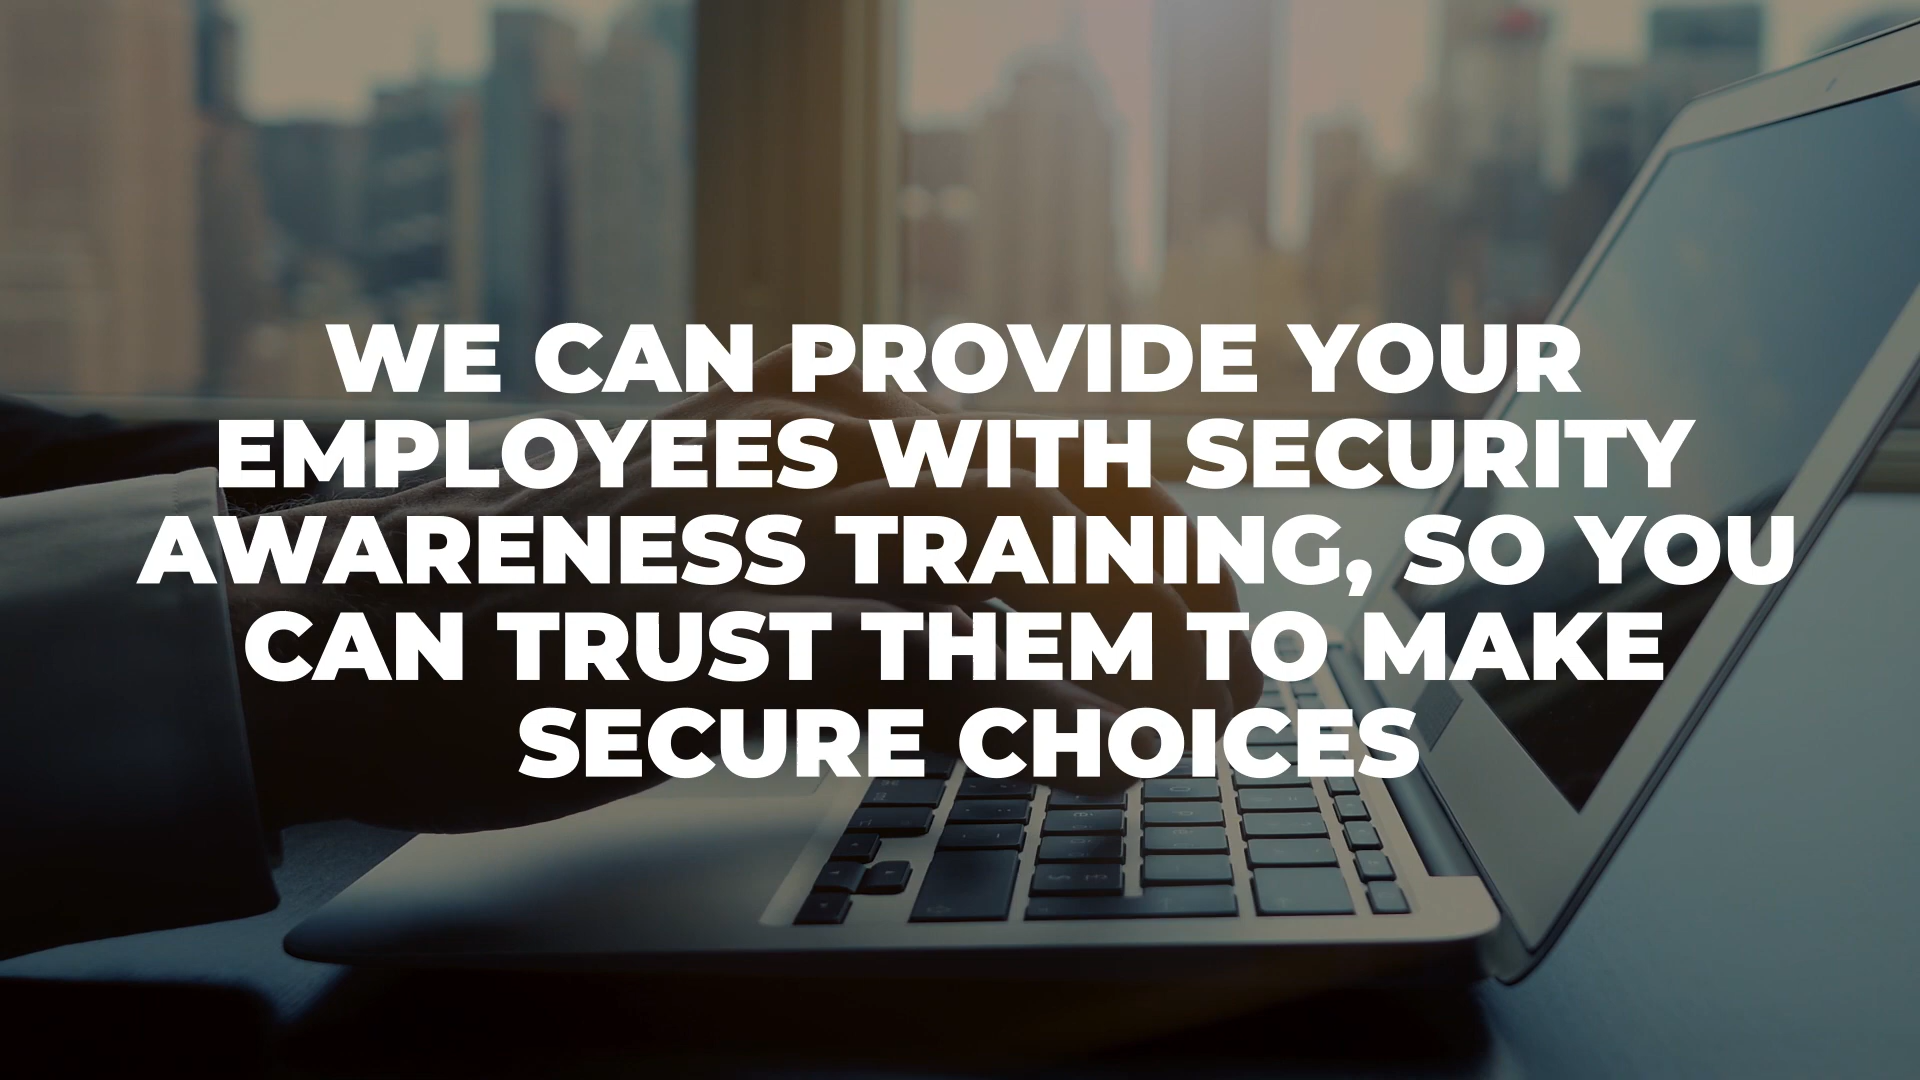 WE CAN PROVIDE YOUR
EMPLOYEES WITH SECURITY
AWARENESS TRAINING, SO YOU
CAN TRUST THEM TO MAKE
SECURE CHOICES